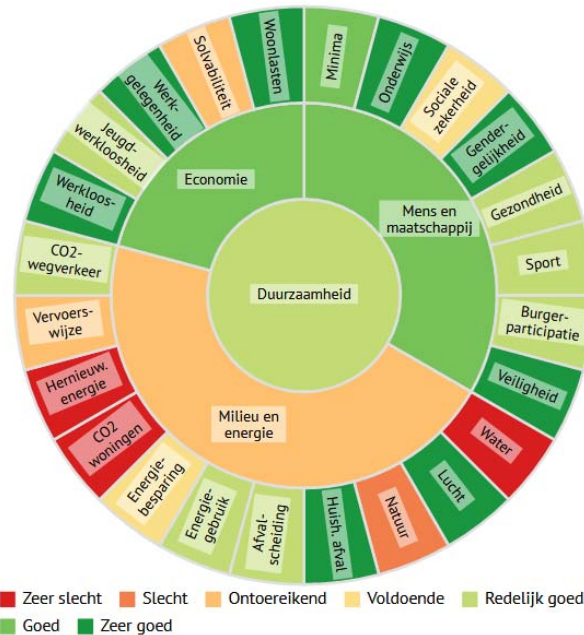 Minima
Onderwijs
Sociale
zekerheid
Gender-
gelijkheid
Gezondheid
Sport
Burger-
participatie
Veiligheid
Water
Lucht
Natuur
Huish. afval
Afval-
scheiding
Energie-
gebruik
Energie-
besparing
CO2
woningen
Hernieuw.
energie
Vervoers-
wijze
CO2-
wegverkeer
Werkloos-
heid
Jeugd-
werkloosheid
Werk-
gelegenheid
Solvabiliteit
Woonlasten
Economie
Mens en
maatschappij
Duurzaamheid
Milieu en
energie
Zeer slecht
Slecht
Ontoereikend
Voldoende
Redelijk goed
Goed
Zeer goed